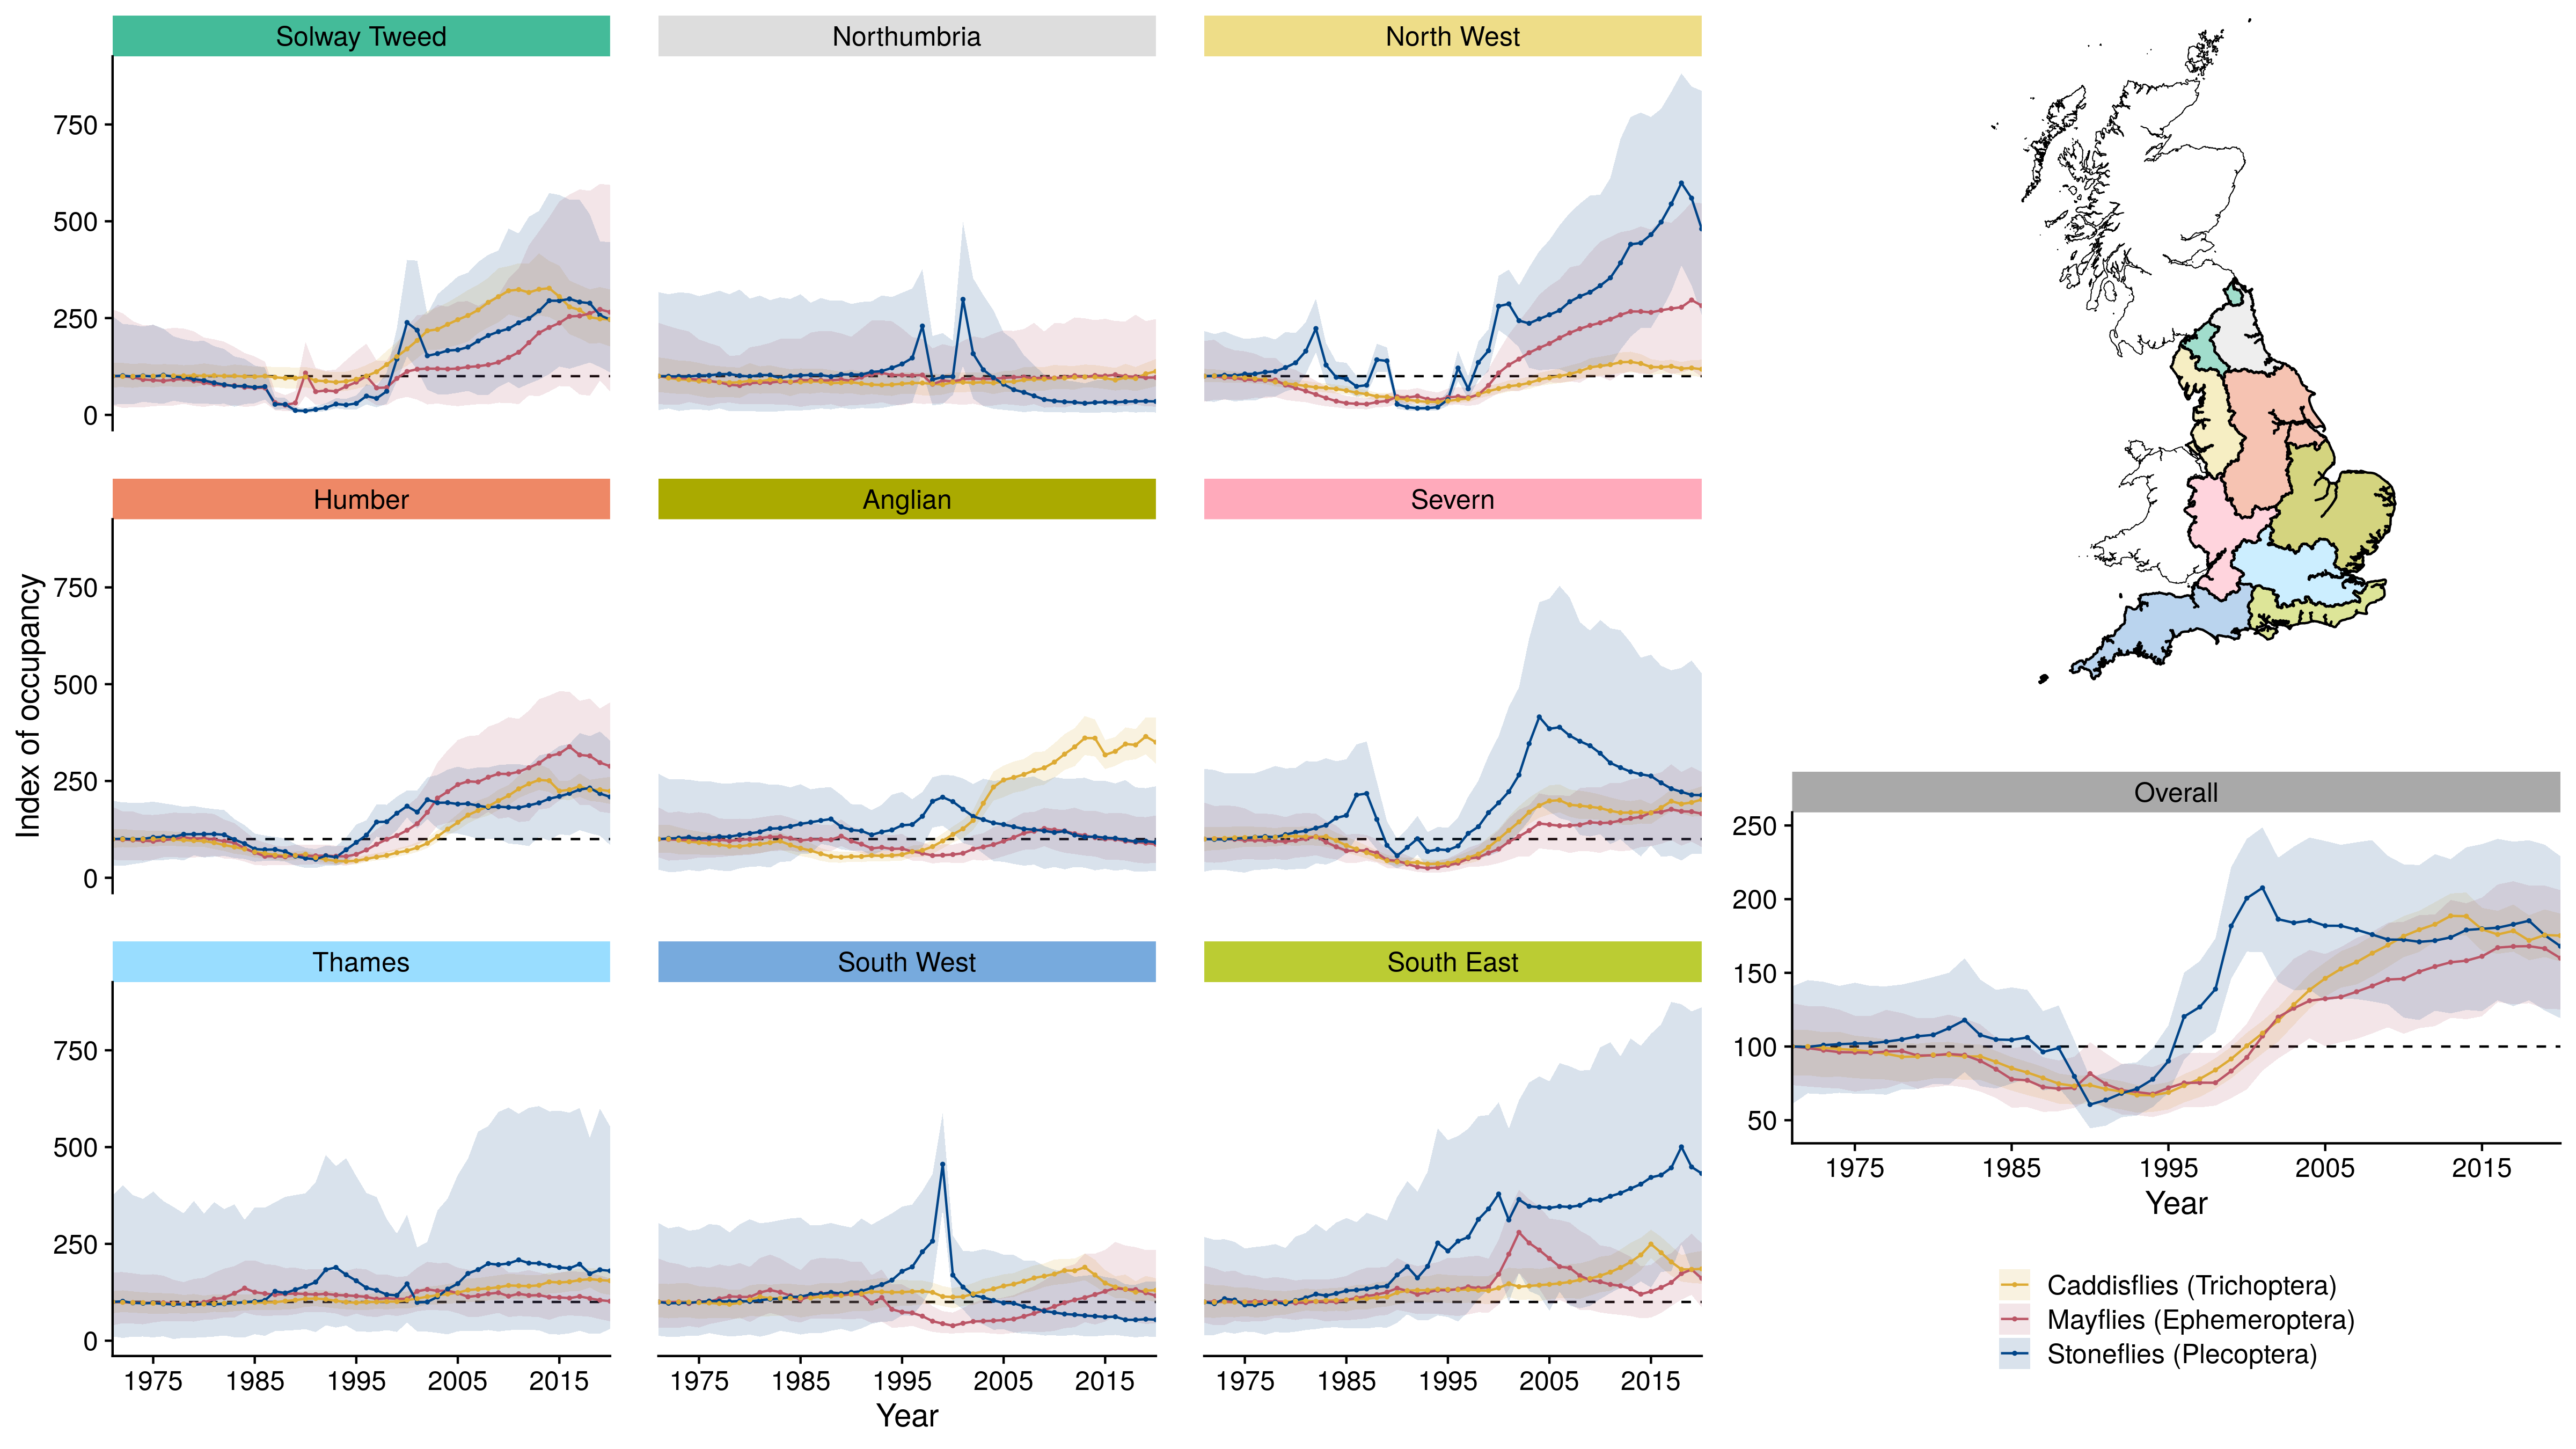 Solway Tweed
Northumbria
North West
750
500
250
0
Humber
Anglian
Severn
Index of occupancy
750
500
250
0
Thames
South West
South East
750
500
250
0
1975 1985 1995 2005 2015
1975 1985 1995 2005 2015
1975 1985 1995 2005 2015
Year
Overall
250
200
150
100
50
1975 1985 1995 2005 2015
Year
Caddisflies (Trichoptera)
Mayflies (Ephemeroptera)
Stoneflies (Plecoptera)